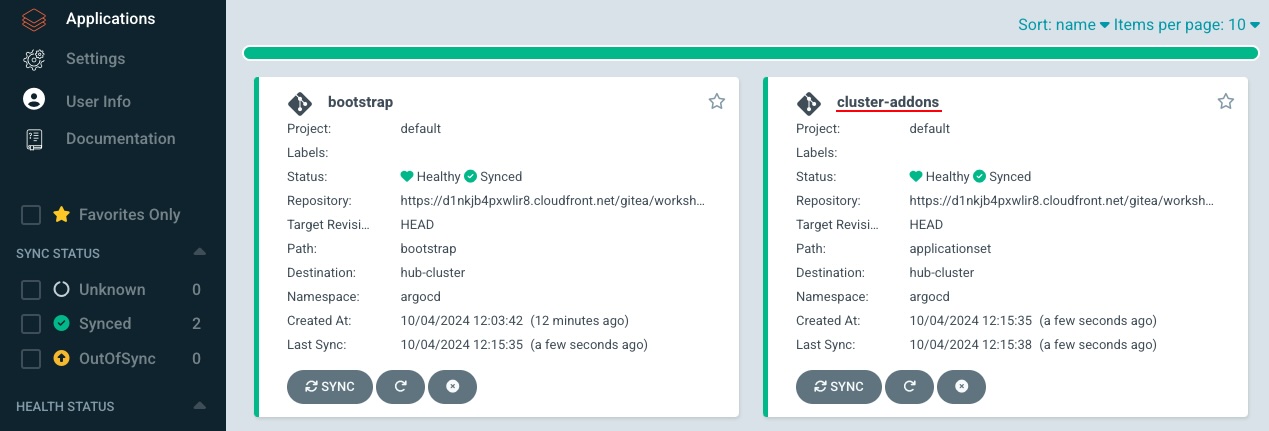 Applications
Settings
User Info
Documentation
Favorites Only
SYNC STATUS
Unknown 0
Synced 2
OutOfSync 0
HEALTH STATUS
Sort: name Items per page: 10
bootstrap
Project: default
Labels:
Status: Healthy Synced
Repository: https://d1nkjb4pxwlir8.cloudfront.net/gitea/worksh...
Target Revisi... HEAD
Path: bootstrap
Destination: hub-cluster
Namespace: argocd
Created At: 10/04/2024 12:03:42 (12 minutes ago)
Last Sync: 10/04/2024 12:15:35 (a few seconds ago)
SYNC
cluster-addons
Project: default
Labels:
Status: Healthy Synced
Repository: https://d1nkjb4pxwlir8.cloudfront.net/gitea/worksh...
Target Revisi... HEAD
Path: applicationset
Destination: hub-cluster
Namespace: argocd
Created At: 10/04/2024 12:15:35 (a few seconds ago)
Last Sync: 10/04/2024 12:15:38 (a few seconds ago)
SYNC